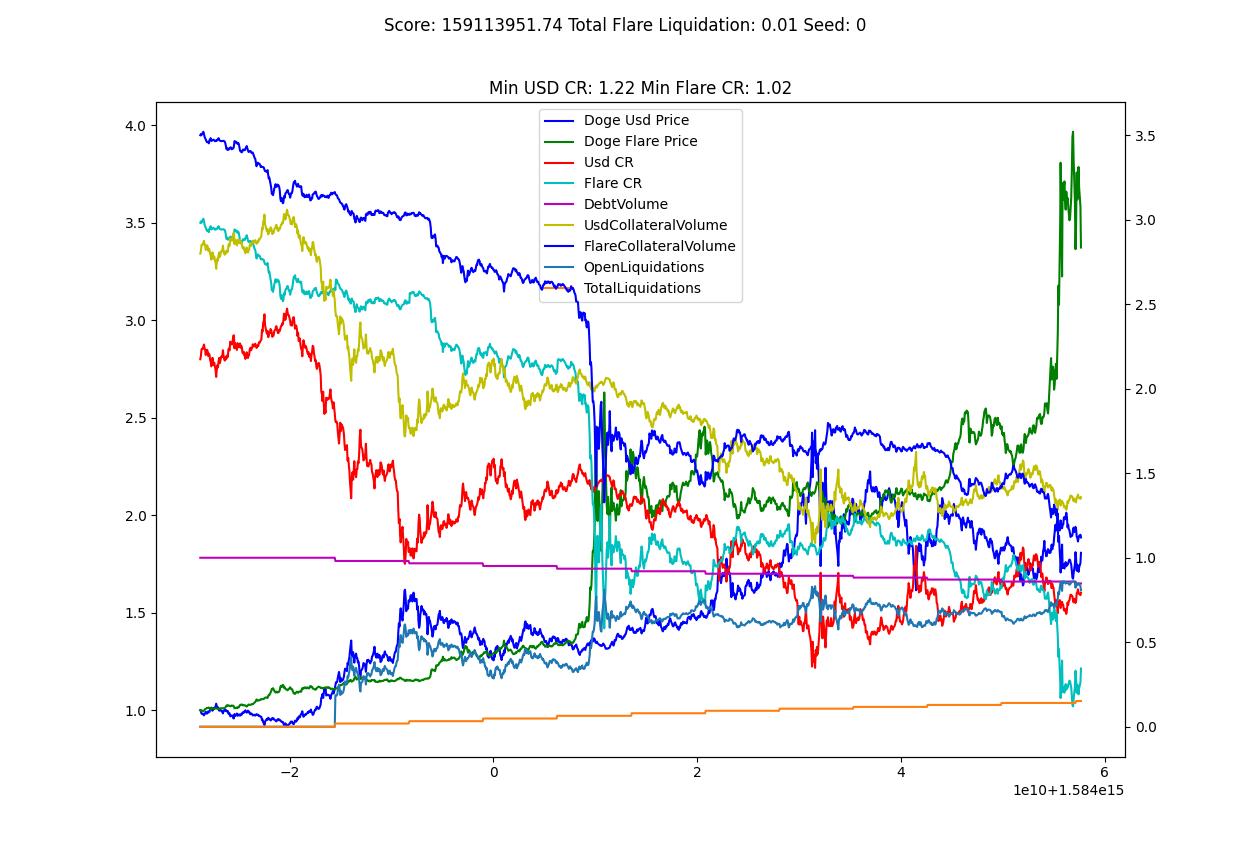 Score: 159113951.74 Total Flare Liquidation: 0.01 Seed: 0
Min USD CR: 1.22 Min Flare CR: 1.02
Doge Usd Price
Doge Flare Price
Usd CR
Flare CR
DebtVolume
UsdCollateralVolume
FlareCollateralVolume
OpenLiquidations
TotalLiquidations
4.0
3.5
3.0
2.5
2.0
1.5
1.0
3.5
3.0
2.5
2.0
1.5
1.0
0.5
0.0
−2
0
2
4
6
1e10+1.584e15